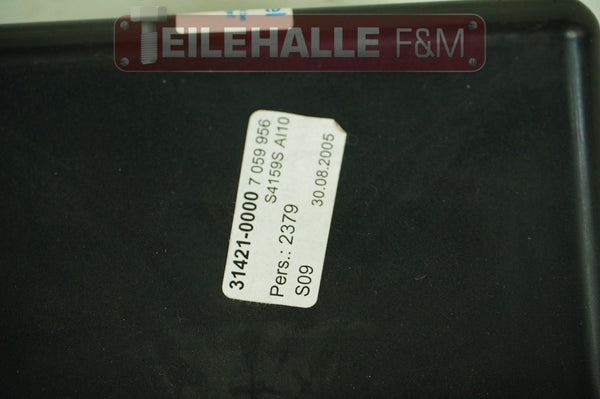 TEILEHALLE F&M
31421-0000 7 059 956
S4159S AI10
Pers.: 2379
30.08.2005
S09